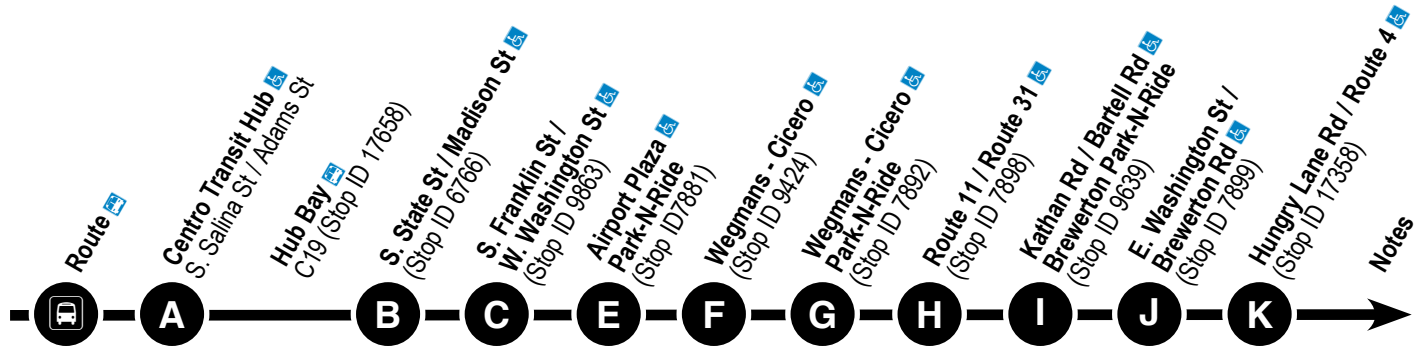 Route
Centro Transit Hub
S. Salina St / Adams St
Hub Bay
C19 (Stop ID 17658)
S. State St / Madison St
(Stop ID 6766)
S. Franklin St /
W. Washington St
(Stop ID 9863)
Airport Plaza
Park-N-Ride
(Stop ID7881)
Wegmans - Cicero
(Stop ID 9424)
Wegmans - Cicero
Park-N-Ride
(Stop ID 7892)
Route 11 / Route 31
(Stop ID 7898)
Kathan Rd / Bartell Rd
Brewerton Park-N-Ride
(Stop ID 9639)
E. Washington St /
Brewerton Rd
(Stop ID 7899)
Hungry Lane Rd / Route 4
(Stop ID 17358)
Notes
A
B
C
E
F
G
H
I
J
K